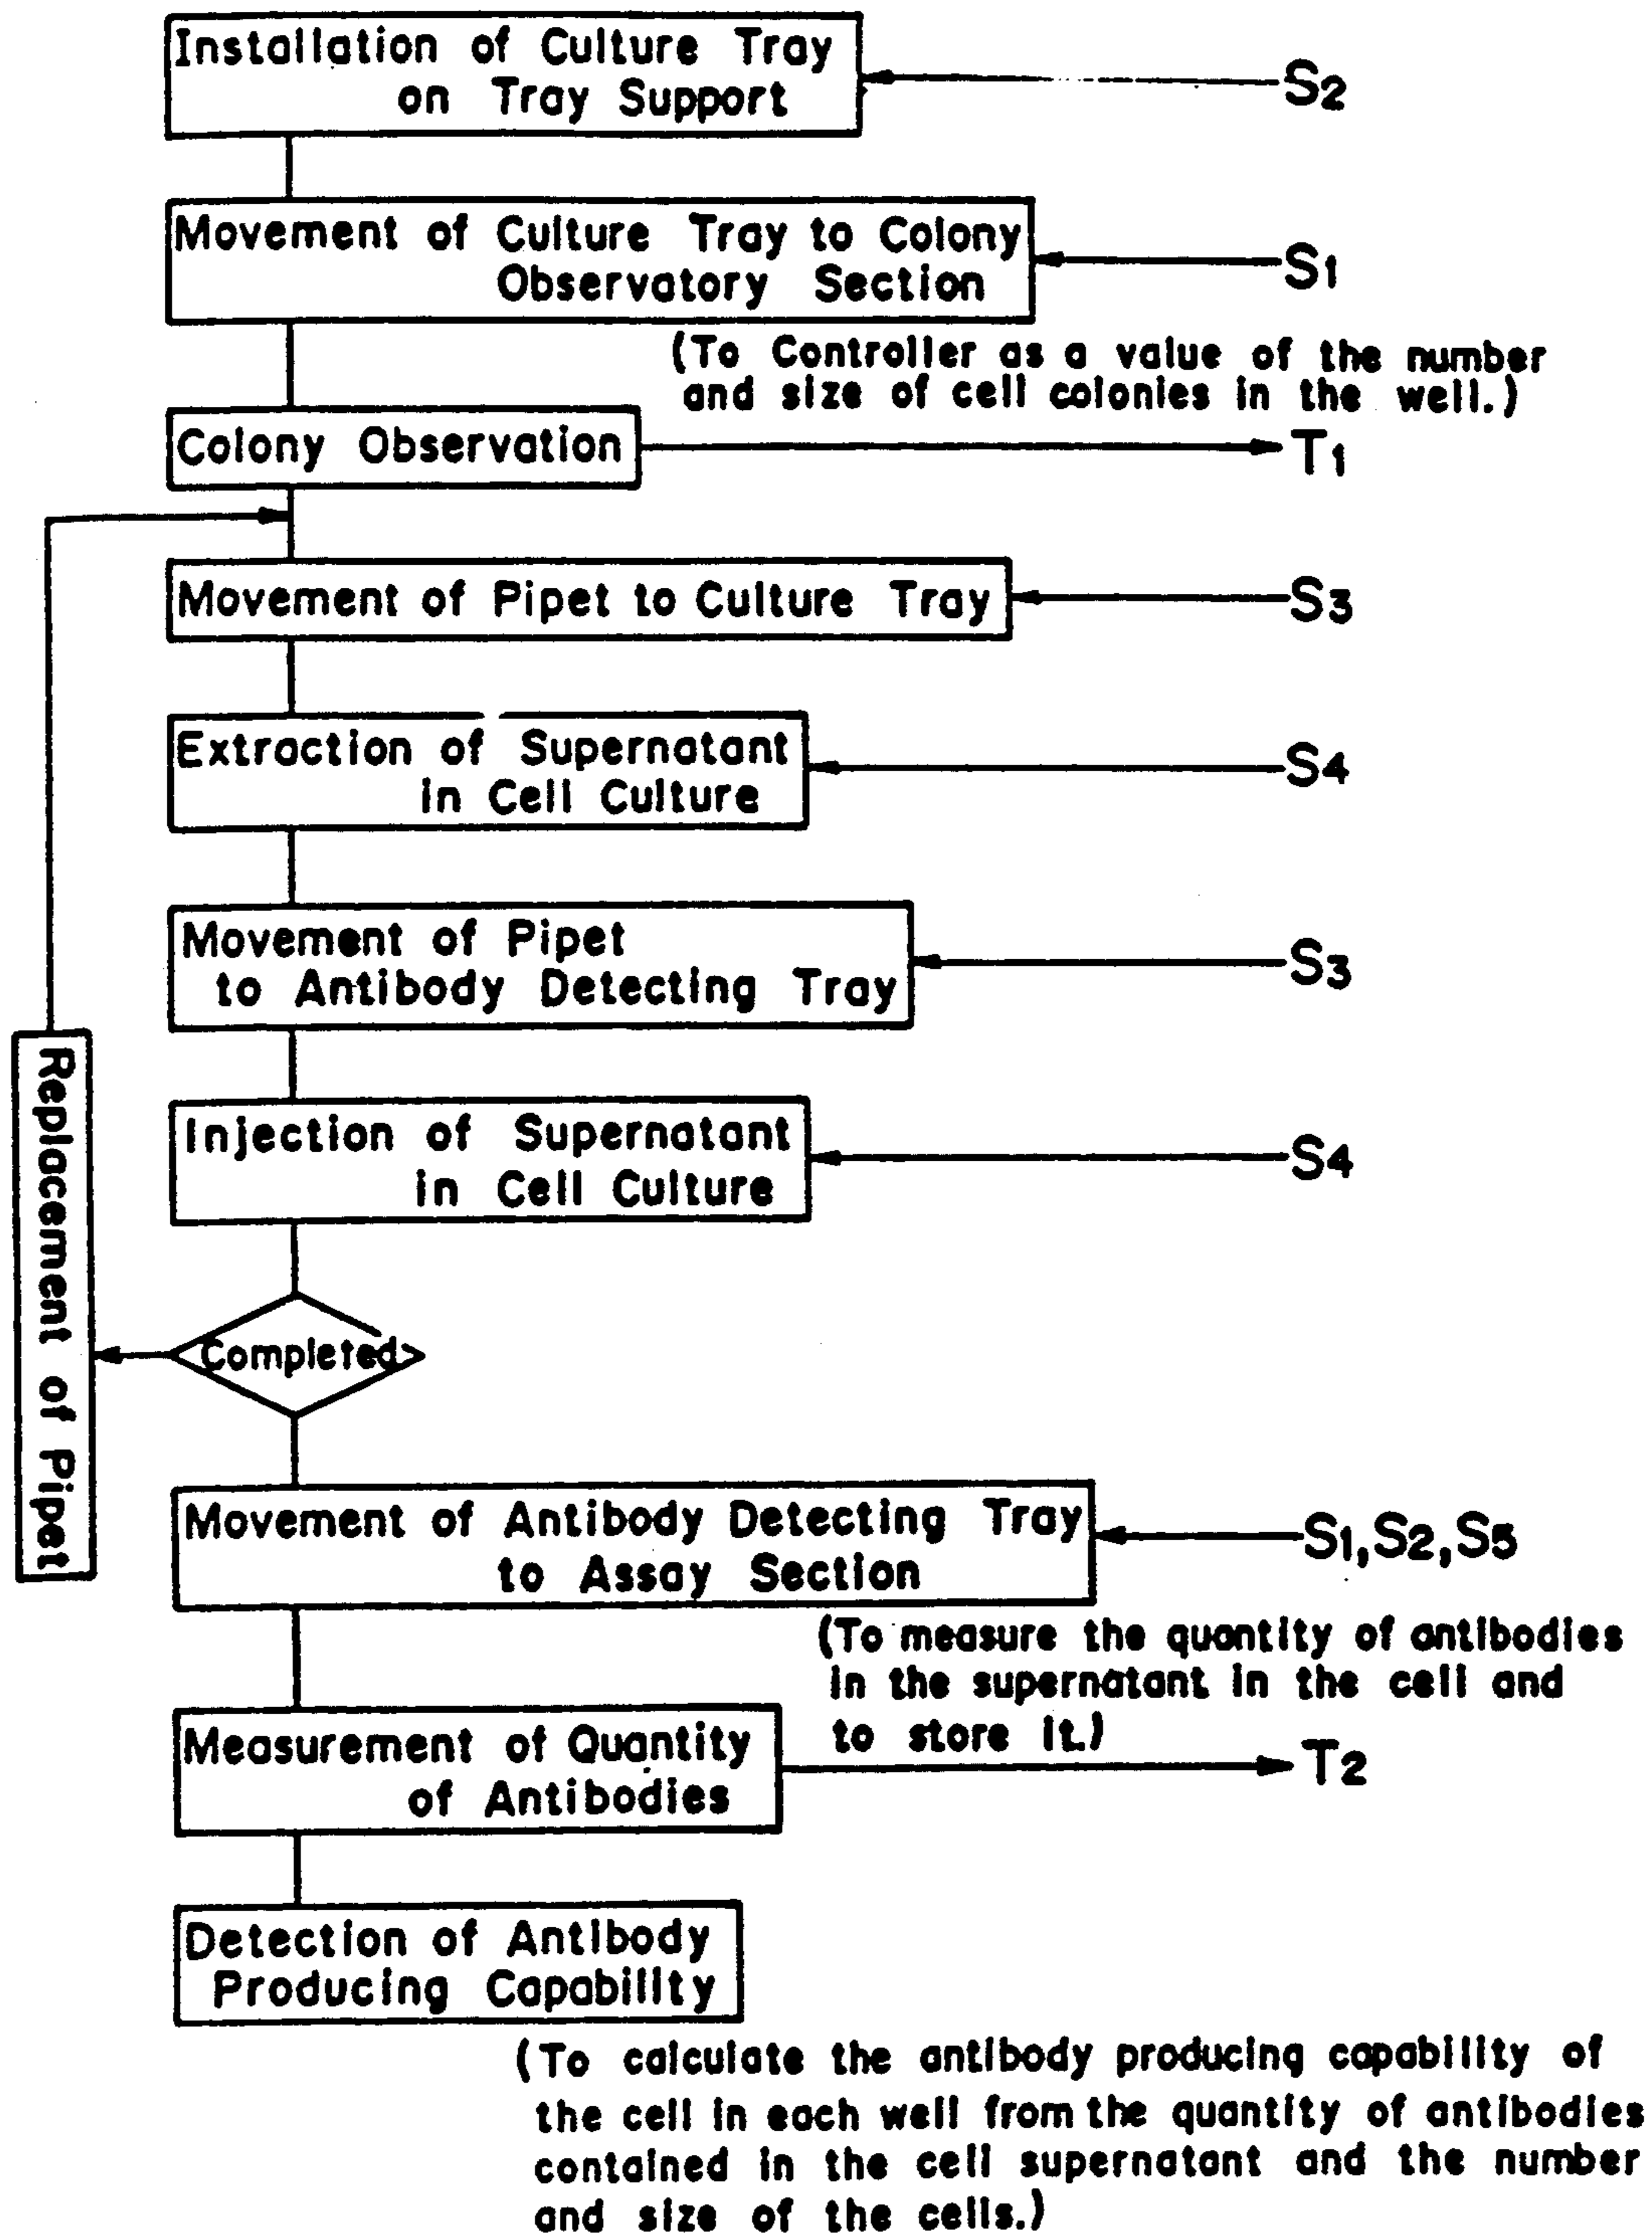 Installation of Culture Tray
on Tray Support
S2
Movement of Culture Tray to Colony
Observatory Section
S1
(To Controller as a value of the number
and size of cell colonies in the well.)
Colony Observation
T1
Movement of Pipet to Culture Tray
S3
Extraction of Supernatant
in Cell Culture
S4
Movement of Pipet
to Antibody Detecting Tray
S3
Injection of Supernatant
in Cell Culture
S4
Replacement of Pipet
Completed
Movement of Antibody Detecting Tray
to Assay Section
S1,S2,S5
(To measure the quantity of antibodies
in the supernatant in the cell and
to store it.)
Measurement of Quantity
of Antibodies
T2
Detection of Antibody
Producing Capability
(To calculate the antibody producing capability of
the cell in each well from the quantity of antibodies
contained in the cell supernatant and the number
and size of the cells.)